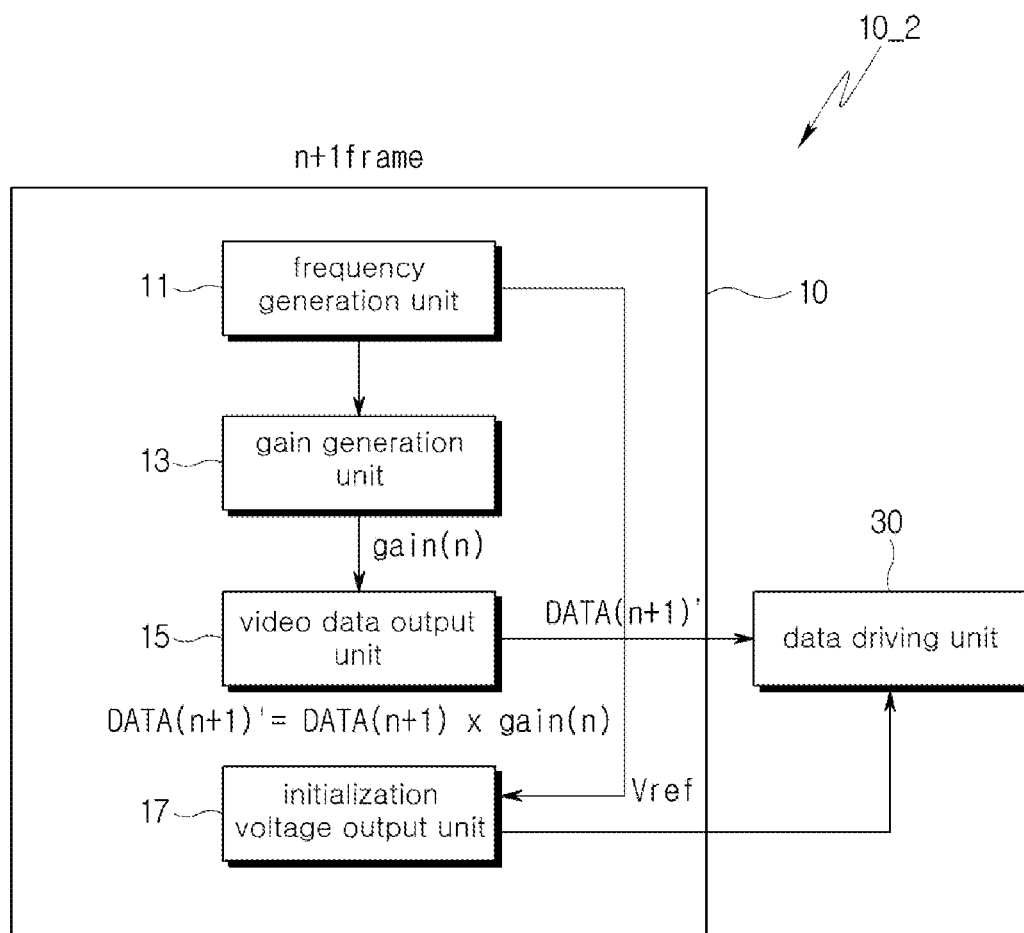 10_2
n+1frame
frequency
generation unit
11
10
gain generation
unit
13
gain(n)
30
video data output
unit
15
DATA(n+1)'
data driving unit
DATA(n+1)'= DATA(n+1) x gain(n)
Vref
initialization
voltage output unit
17